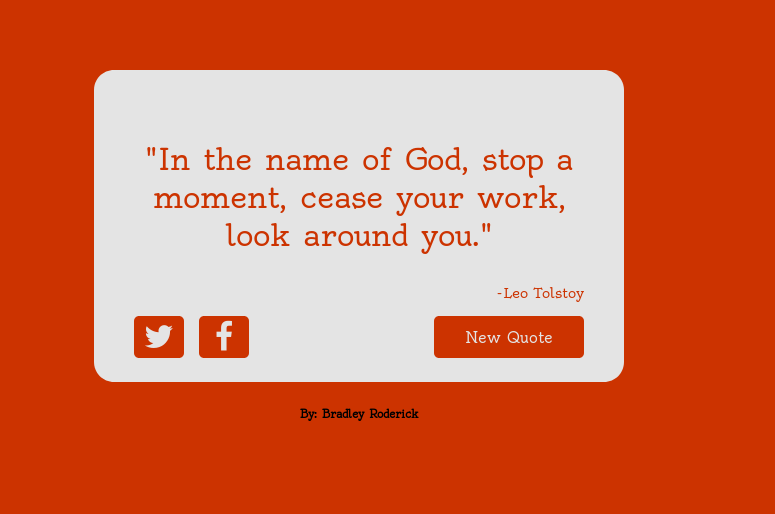 "In the name of God, stop a
moment, cease your work,
look around you."
-Leo Tolstoy
New Quote
By: Bradley Roderick